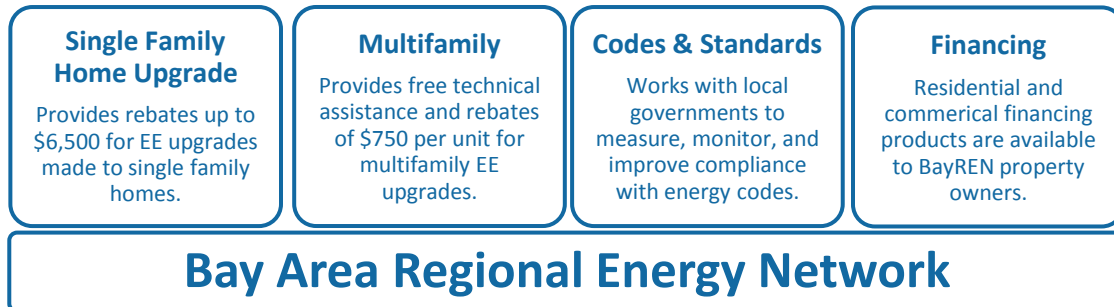 Single Family
Home Upgrade
Provides rebates up to
$6,500 for EE upgrades
made to single family
homes.
Multifamily
Provides free technical
assistance and rebates
of $750 per unit for
multifamily EE
upgrades.
Codes & Standards
Works with local
governments to
measure, monitor, and
improve compliance
with energy codes.
Financing
Residential and
commerical financing
products are available
to BayREN property
owners.
Bay Area Regional Energy Network